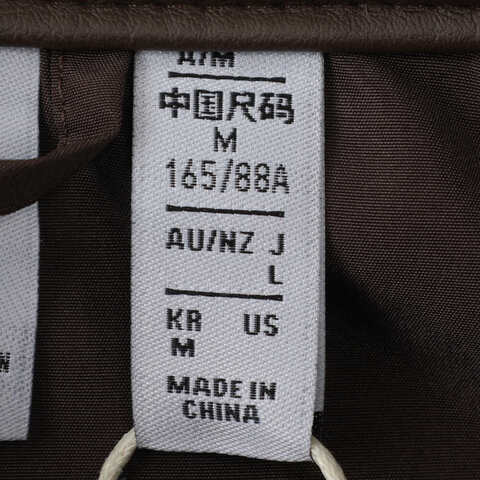 A/M
中国尺码
M
165/88A
AU/NZ J
L
KR US
M
MADE IN
CHINA
N